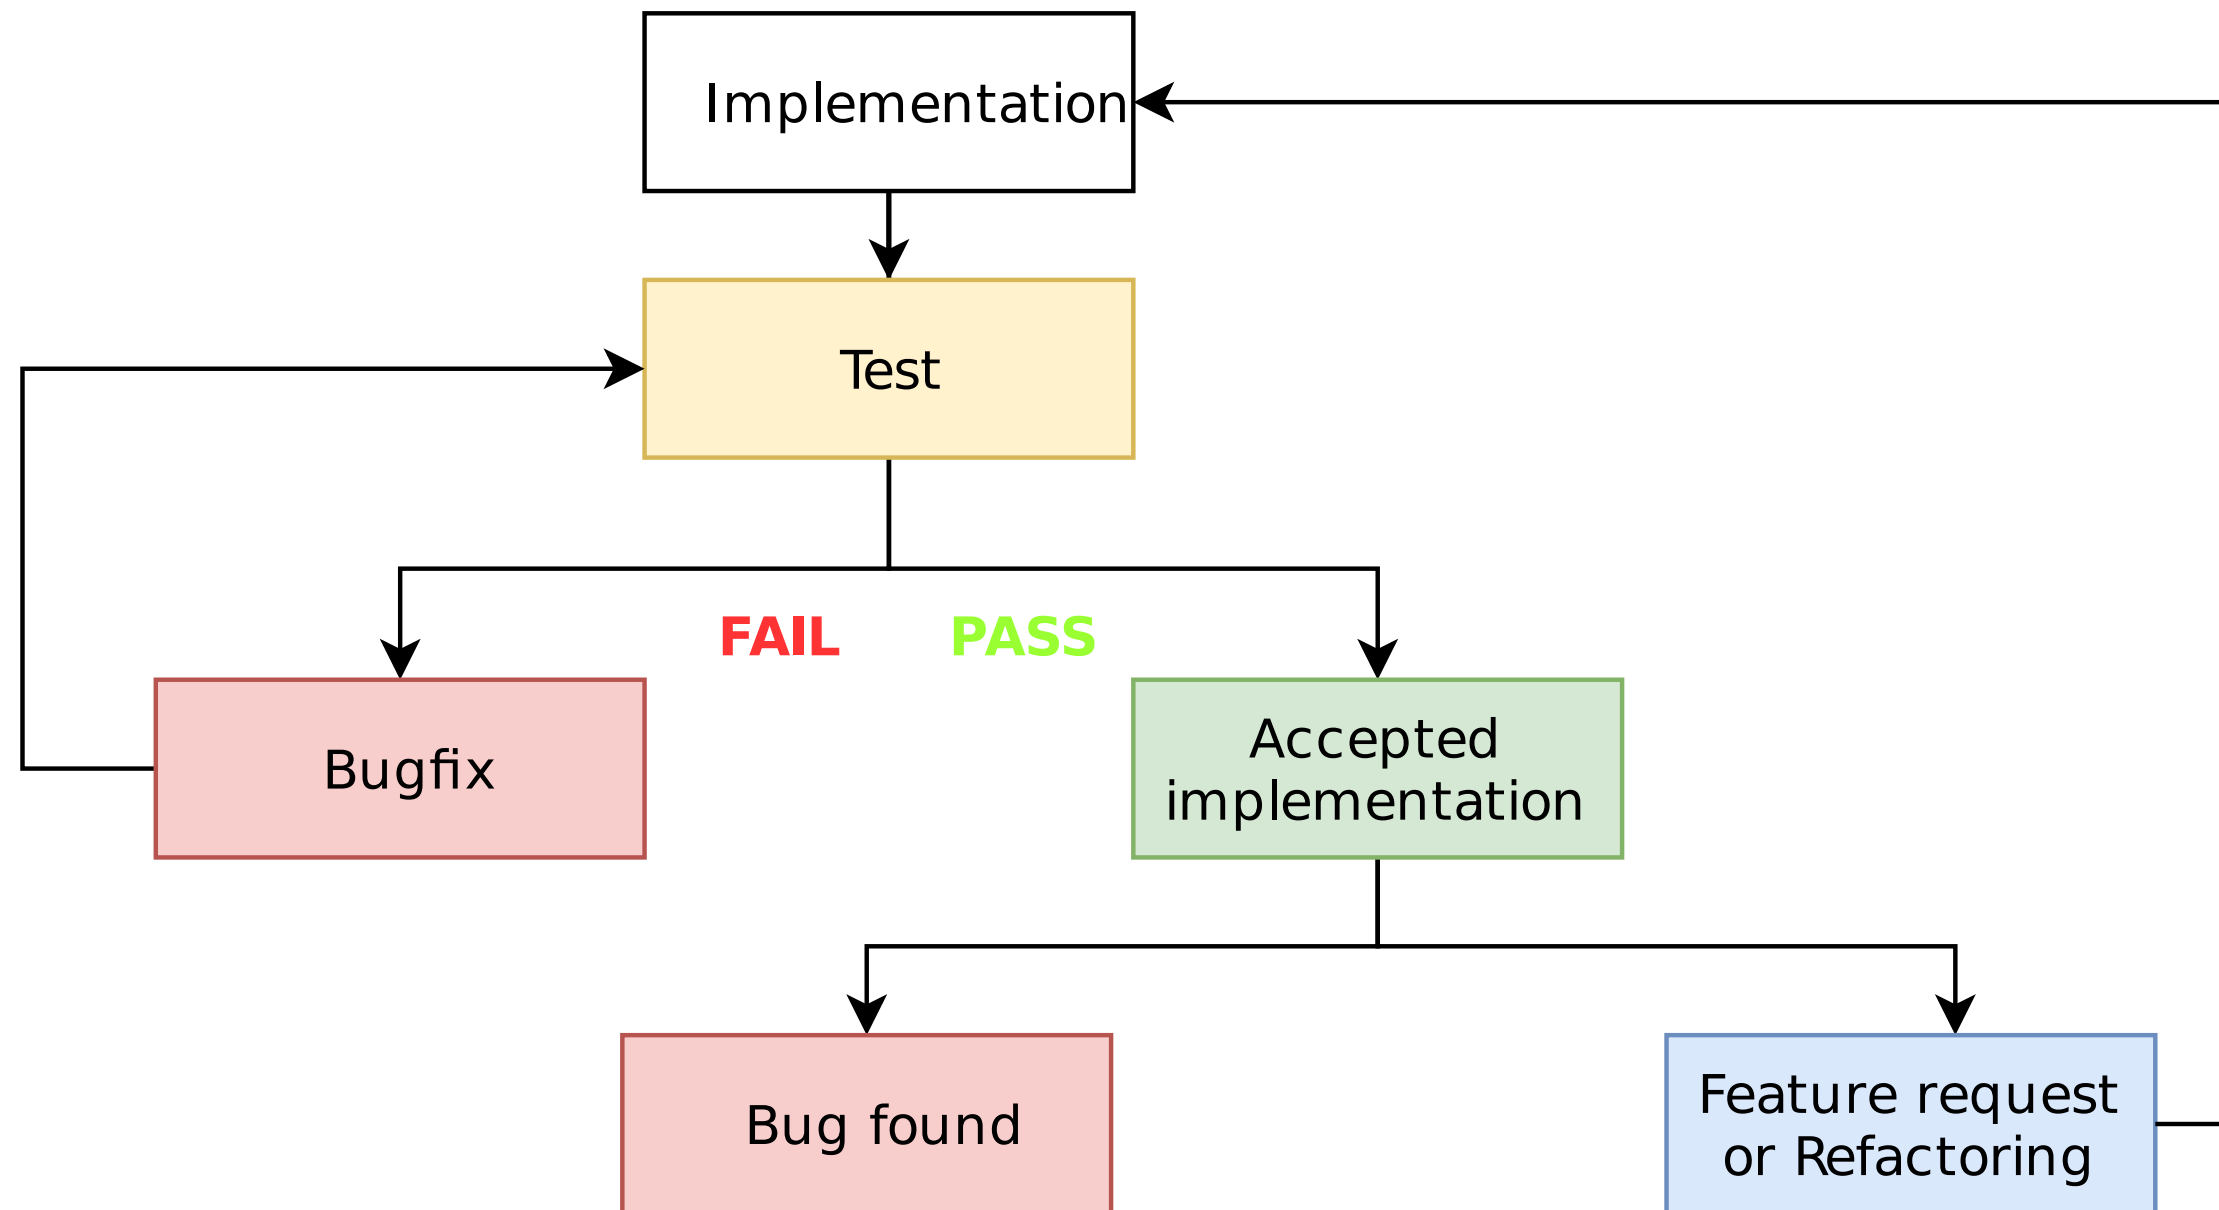 Implementation
Test
FAIL
PASS
Bugfix
Accepted
implementation
Bug found
Feature request
or Refactoring